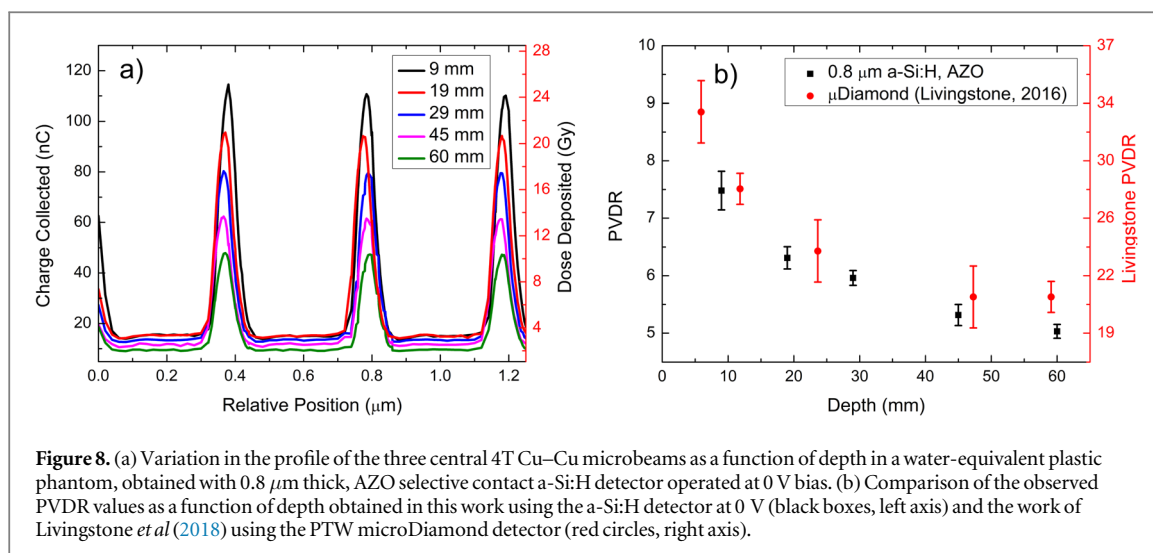 a)
9 mm
19 mm
29 mm
45 mm
60 mm
Charge Collected (nC)
120
100
80
60
40
20
Dose Deposited (Gy)
28
24
20
16
12
8
4
0.0 0.2 0.4 0.6 0.8 1.0 1.2
Relative Position (μm)
b)
0.8 μm a-Si:H, AZO
μDiamond (Livingstone, 2016)
PVDR
10
9
8
7
6
5
Livingstone PVDR
37
34
31
28
25
22
19
0 10 20 30 40 50 60
Depth (mm)
Figure 8. (a) Variation in the profile of the three central 4T Cu–Cu microbeams as a function of depth in a water-equivalent plastic
phantom, obtained with 0.8 μm thick, AZO selective contact a-Si:H detector operated at 0 V bias. (b) Comparison of the observed
PVDR values as a function of depth obtained in this work using the a-Si:H detector at 0 V (black boxes, left axis) and the work of
Livingstone et al (2018) using the PTW microDiamond detector (red circles, right axis).